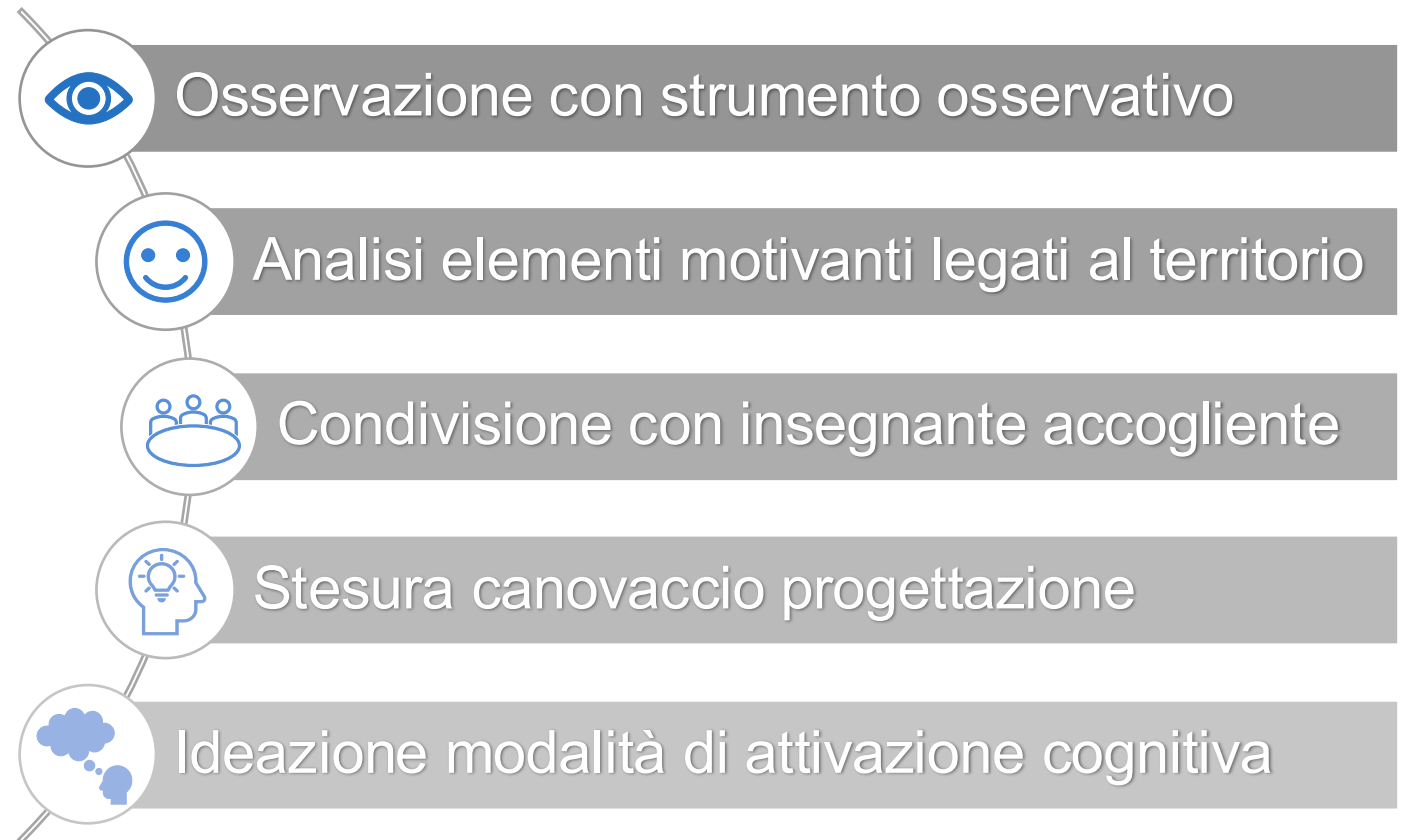 Osservazione con strumento osservativo
Analisi elementi motivanti legati al territorio
Condivisione con insegnante accogliente
Stesura canovaccio progettazione
Ideazione modalità di attivazione cognitiva